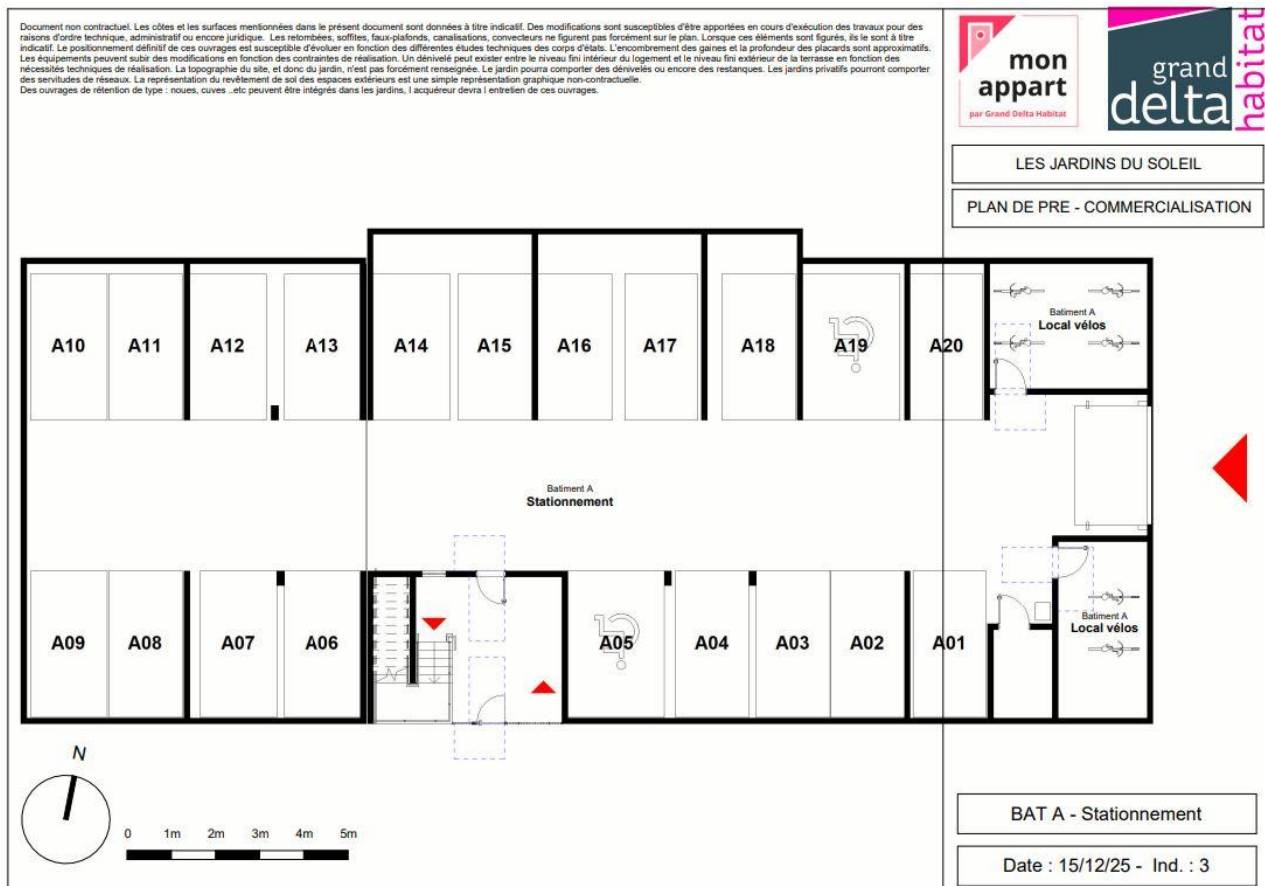 Document non contractuel. Les côtes et les surfaces mentionnées dans le présent document sont données à titre indicatif. Des modifications sont susceptibles d'être apportées en cours d'exécution des travaux pour des
raisons d'ordre technique, administratif ou encore juridique. Les retombées, soffites, faux-plafonds, canalisations, convecteurs ne figurent pas forcément sur le plan. Lorsque ces éléments sont figurés, ils le sont à titre
indicatif. Le positionnement définitif de ces ouvrages est susceptible d'évoluer en fonction des différentes études techniques des corps d'états. L'encombrement des gaines et la profondeur des placards sont approximatifs.
Les équipements peuvent subir des modifications en fonction des contraintes de réalisation. Un dénivelé peut exister entre le niveau fini intérieur du logement et le niveau fini extérieur de la terrasse en fonction des
nécessités techniques de réalisation. La topographie du site, et donc du jardin, n'est pas forcément renseignée. Le jardin pourra comporter des dénivelés ou encore des restanques. Les jardins privatifs pourront comporter
des servitudes de réseaux. La représentation du revêtement de sol des espaces extérieurs est une simple représentation graphique non-contractuelle.
Des ouvrages de rétention de type : noues, cuves ..etc peuvent être intégrés dans les jardins, l acquéreur devra l entretien de ces ouvrages.
mon
appart
par Grand Delta Habitat
grand
delta
habitat
LES JARDINS DU SOLEIL
PLAN DE PRE - COMMERCIALISATION
A10 A11 A12 A13 A14 A15 A16 A17 A18 A19 A20
Batiment A
Local vélos
Batiment A
Stationnement
A09 A08 A07 A06 A05 A04 A03 A02 A01
Batiment A
Local vélos
N
0 1m 2m 3m 4m 5m
BAT A - Stationnement
Date : 15/12/25 - Ind. : 3